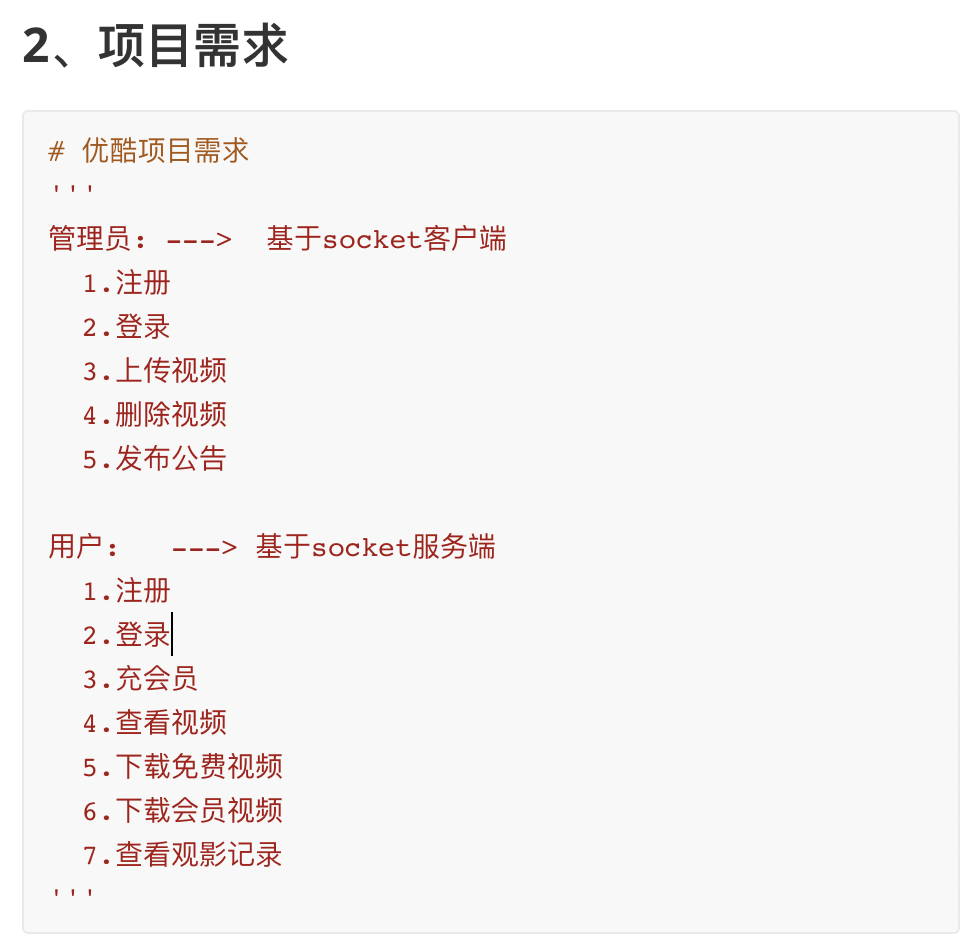 2、项目需求
# 优酷项目需求
'''
管理员: --->  基于socket客户端
1.注册
2.登录
3.上传视频
4.删除视频
5.发布公告
用户:   ---> 基于socket服务端
1.注册
2.登录
3.充会员
4.查看视频
5.下载免费视频
6.下载会员视频
7.查看观影记录
'''